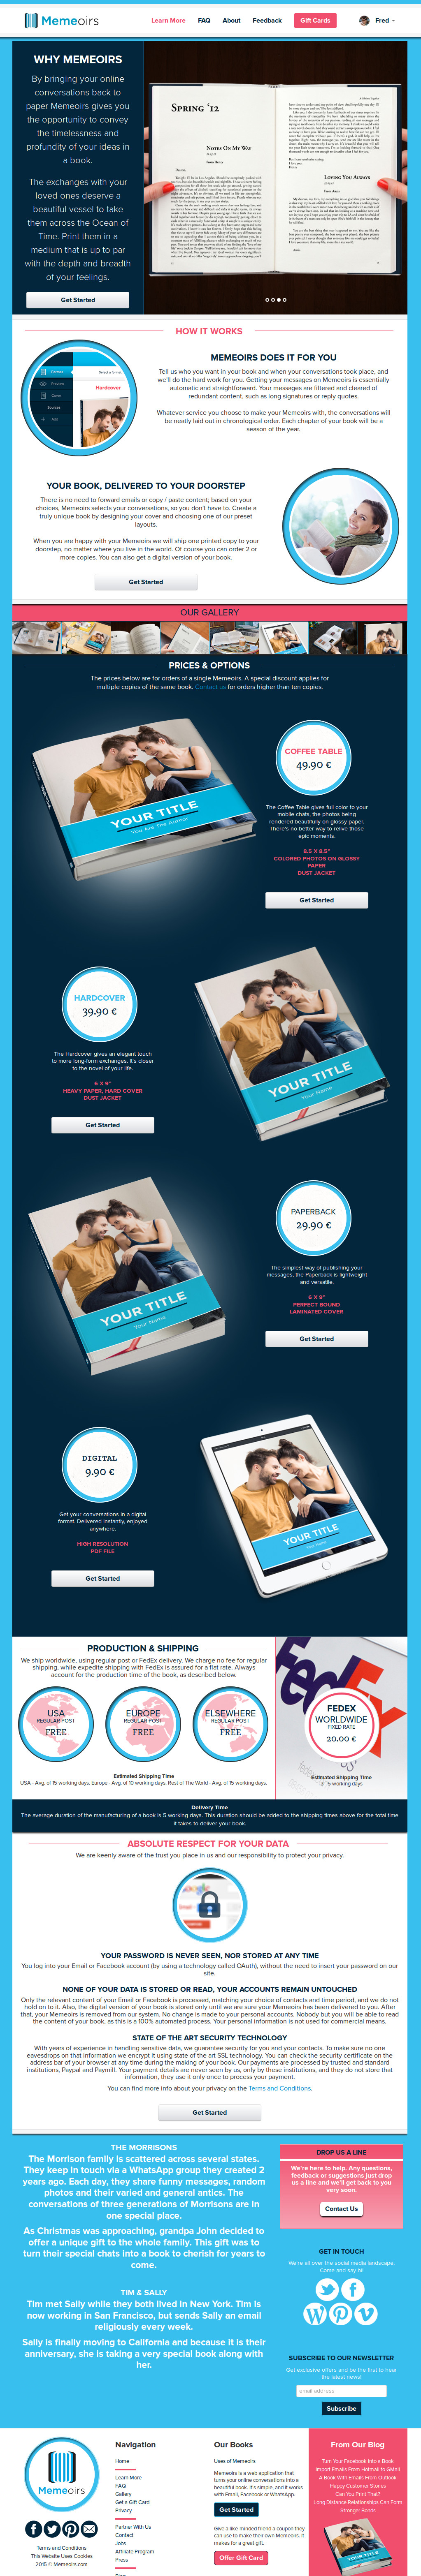 Memeoirs
Learn More
FAQ
About
Feedback
Gift Cards
Fred
WHY MEMEOIRS
By bringing your online
conversations back to
paper Memeoirs gives you
the opportunity to convey
the timelessness and
profundity of your ideas in
a book.
The exchanges with your
loved ones deserve a
beautiful vessel to take
them across the Ocean of
Time. Print them in a
medium that is up to par
with the depth and breadth
of your feelings.
Get Started
SPRING '12
NOTES ON MY WAY
LOVING YOU ALWAYS
HOW IT WORKS
Hardcover
MEMEOIRS DOES IT FOR YOU
Tell us who you want in your book and when your conversations took place, and
we'll do the hard work for you. Getting your messages on Memeoirs is essentially
automatic and straightforward. Your messages are filtered and cleared of
redundant content, such as long signatures or reply quotes.
Whatever service you choose to make your Memeoirs with, the conversations will
be neatly laid out in chronological order. Each chapter of your book will be a
season of the year.
YOUR BOOK, DELIVERED TO YOUR DOORSTEP
There is no need to forward emails or copy / paste content; based on your
choices, Memeoirs selects your conversations, so you don't have to. Create a
truly unique book by designing your cover and choosing one of our preset
layouts.
When you are happy with your Memeoirs we will ship one printed copy to your
doorstep, no matter where you live in the world. Of course you can order 2 or
more copies. You can also get a digital version of your book.
Get Started
OUR GALLERY
PRICES & OPTIONS
The prices below are for orders of a single Memeoirs. A special discount applies for
multiple copies of the same book. Contact us for orders higher than ten copies.
YOUR TITLE
You Are The Author
COFFEE TABLE
49.90 €
The Coffee Table gives full color to your
mobile chats, the photos being
rendered beautifully on glossy paper.
There's no better way to relive those
epic moments.
8.5 X 8.5"
COLORED PHOTOS ON GLOSSY
PAPER
DUST JACKET
Get Started
HARDCOVER
39.90 €
The Hardcover gives an elegant touch
to more long-form exchanges. It's closer
to the novel of your life.
6 X 9"
HEAVY PAPER, HARD COVER
DUST JACKET
Get Started
YOUR TITLE
Your Name
YOUR TITLE
Your Name
PAPERBACK
29.90 €
The simplest way of publishing your
messages, the Paperback is lightweight
and versatile.
6 X 9"
PERFECT BOUND
LAMINATED COVER
Get Started
DIGITAL
9.90 €
Get your conversations in a digital
format. Delivered instantly, enjoyed
anywhere.
HIGH RESOLUTION
PDF FILE
Get Started
YOUR TITLE
PRODUCTION & SHIPPING
We ship worldwide, using regular post or FedEx delivery. We charge no fee for regular
shipping, while expedite shipping with FedEx is assured for a flat rate. Always
account for the production time of the book, as described below.
USA
REGULAR POST
FREE
EUROPE
REGULAR POST
FREE
ELSEWHERE
REGULAR POST
FREE
Estimated Shipping Time
USA - Avg. of 15 working days. Europe - Avg. of 10 working days. Rest of The World - Avg. of 15 working days.
FedEx
FEDEX
WORLDWIDE
FIXED RATE
20.00 €
Estimated Shipping Time
3 - 5 working days
Delivery Time
The average duration of the manufacturing of a book is 5 working days. This duration should be added to the shipping times above for the total time
it takes to deliver your book.
ABSOLUTE RESPECT FOR YOUR DATA
We are keenly aware of the trust you place in us and our responsibility to protect your privacy.
YOUR PASSWORD IS NEVER SEEN, NOR STORED AT ANY TIME
You log into your Email or Facebook account (by using a technology called OAuth), without the need to insert your password on our
site.
NONE OF YOUR DATA IS STORED OR READ, YOUR ACCOUNTS REMAIN UNTOUCHED
Only the relevant content of your Email or Facebook is processed, matching your choice of contacts and time period, and we do not
hold on to it. Also, the digital version of your book is stored only until we are sure your Memeoirs has been delivered to you. After
that, your Memeoirs is removed from our system. No change is made to your personal accounts. Nobody but you will be able to read
the content of your book, as this is a 100% automated process. Your personal information is not used for commercial means.
STATE OF THE ART SECURITY TECHNOLOGY
With years of experience in handling sensitive data, we guarantee security for you and your contacts. To make sure no one
eavesdrops on that information we encrypt it using the state of the art SSL technology. You can check the security certificate on the
address bar of your browser at any time during the making of your book. Our payments are processed by trusted and standard
institutions, Paypal and Paymill. Your payment details are never seen by us, only by these institutions, and they do not store that
information, they use it only once to process your payment.
You can find more info about your privacy on the Terms and Conditions.
Get Started
THE MORRISONS
The Morrison family is scattered across several states.
They keep in touch via a WhatsApp group they created 2
years ago. Each day, they share funny messages, random
photos and their varied and general antics. The
conversations of three generations of Morrisons are in
one special place.
As Christmas was approaching, grandpa John decided to
offer a unique gift to the whole family. This gift was to
turn their special chats into a book to cherish for years to
come.
TIM & SALLY
Tim met Sally while they both lived in New York. Tim is
now working in San Francisco, but sends Sally an email
religiously every week.
Sally is finally moving to California and because it is their
anniversary, she is taking a very special book along with
her.
DROP US A LINE
We're here to help. Any questions,
feedback or suggestions just drop
us a line and we'll get back to you
very soon.
Contact Us
GET IN TOUCH
We're all over the social media landscape.
Come and say hi!
SUBSCRIBE TO OUR NEWSLETTER
Get exclusive offers and be the first to hear
the latest news!
email address
Subscribe
Memeoirs
Terms and Conditions
This Website Uses Cookies
2015 © Memeoirs.com
Navigation
Home
Learn More
FAQ
Gallery
Get a Gift Card
Privacy
Partner With Us
Contact
Jobs
Affiliate Program
Press
Our Books
Uses of Memeoirs
Memeoirs is a web application that
turns your online conversations into a
beautiful book. It's simple, and it works
with Email, Facebook or WhatsApp.
Get Started
Give a like-minded friend a coupon they
can use to make their own Memeoirs. It
makes for a great gift.
Offer Gift Card
From Our Blog
Turn Your Facebook Into a Book
Import Emails From Hotmail to GMail
A Book With Emails From Outlook
Happy Customer Stories
Can You Print That?
Long Distance Relationships Can Form
Stronger Bonds